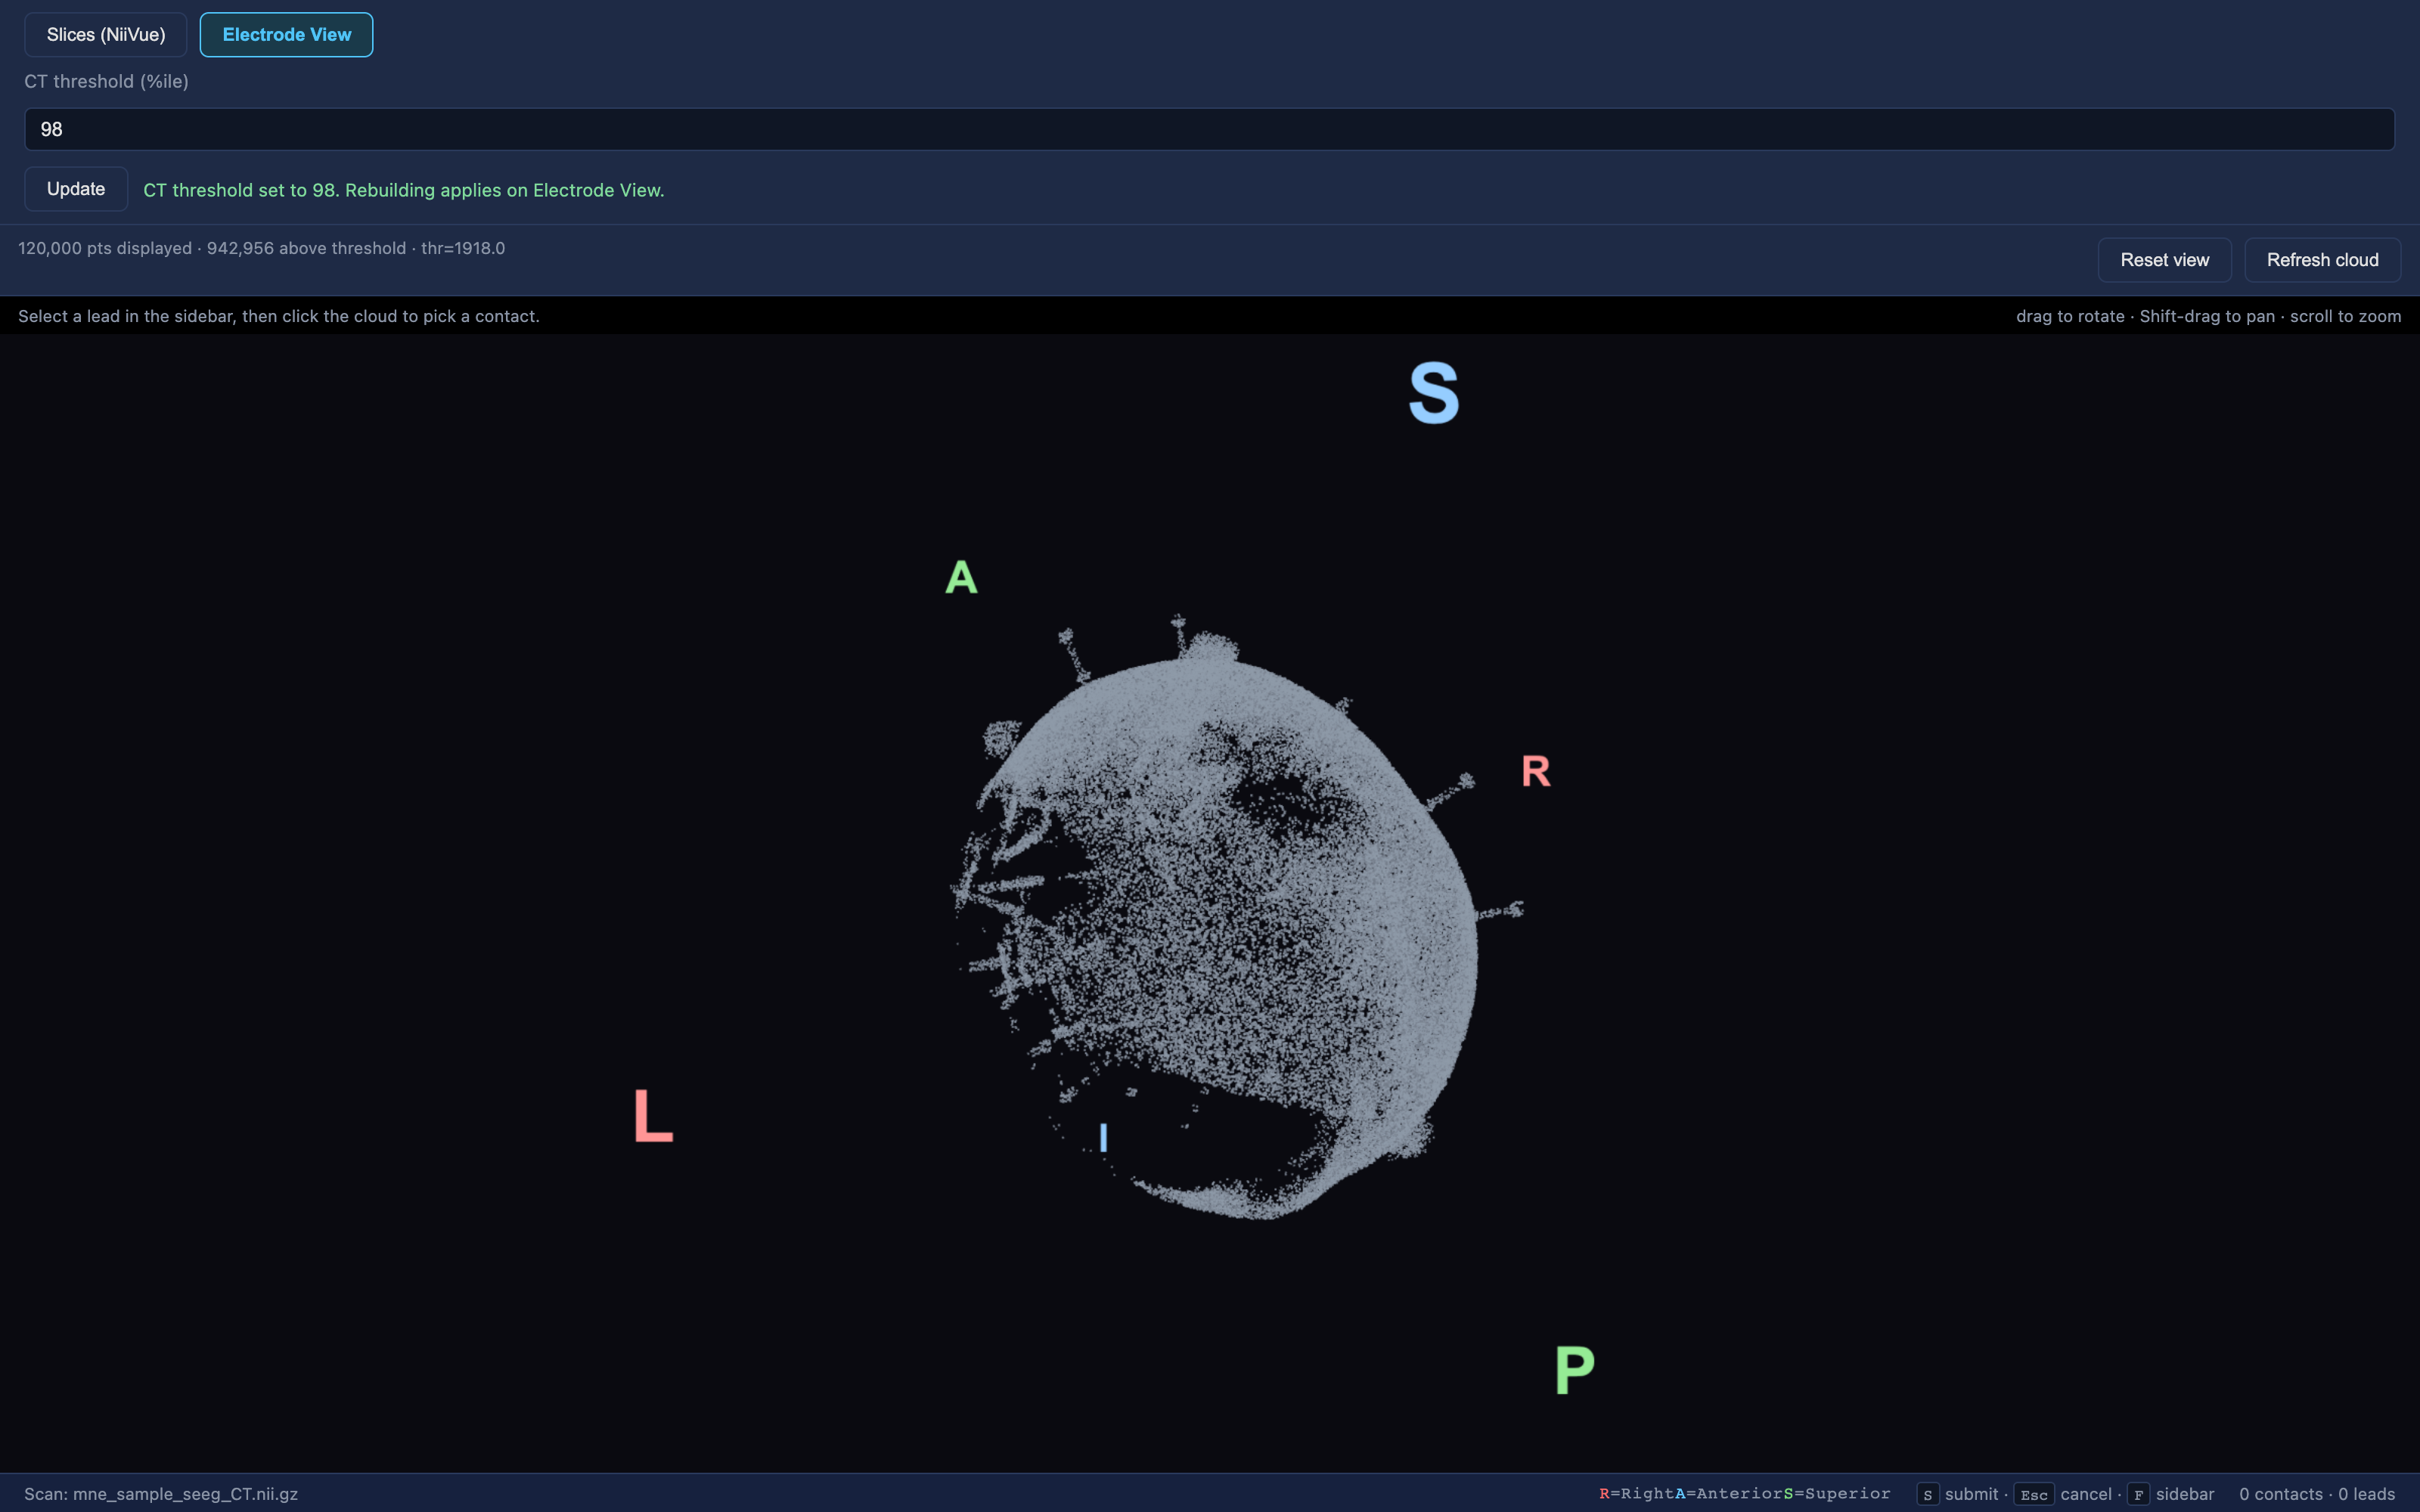 Slices (NiiVue) Electrode View
CT threshold (%ile)
98
Update CT threshold set to 98. Rebuilding applies on Electrode View.
120,000 pts displayed · 942,956 above threshold · thr=1918.0
Reset view Refresh cloud
Select a lead in the sidebar, then click the cloud to pick a contact.
drag to rotate · Shift-drag to pan · scroll to zoom
S
A
R
L
I
P
Scan: mne_sample_seeg_CT.nii.gz
R=RightA=AnteriorS=Superior
S submit · Esc cancel · F sidebar
0 contacts · 0 leads